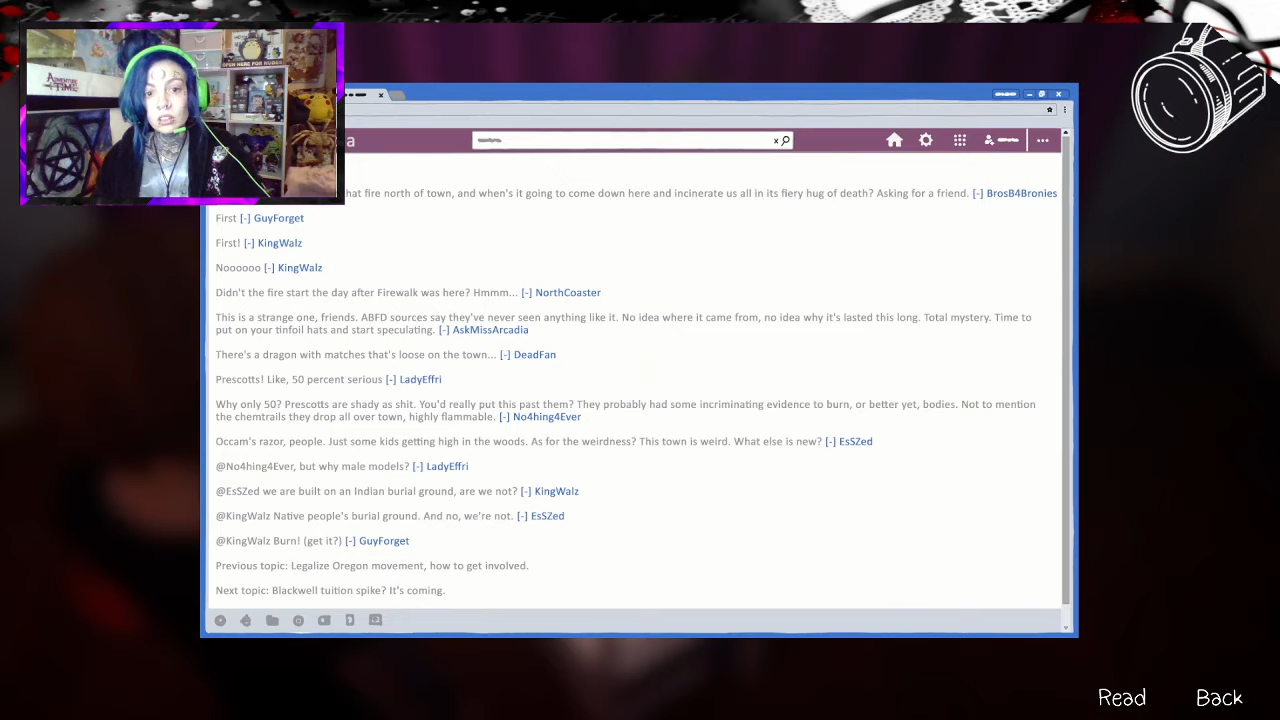 ADVENTURE TIME
OPEN HERE FOR NUDES
a
hat fire north of town, and when's it going to come down here and incinerate us all in its fiery hug of death? Asking for a friend. [-] BrosB4Bronies
First [-] GuyForget
First! [-] KingWalz
Noooooo [-] KingWalz
Didn't the fire start the day after Firewalk was here? Hmmm... [-] NorthCoaster
This is a strange one, friends. ABFD sources say they've never seen anything like it. No idea where it came from, no idea why it's lasted this long. Total mystery. Time to
put on your tinfoil hats and start speculating. [-] AskMissArcadia
There's a dragon with matches that's loose on the town... [-] DeadFan
Prescotts! Like, 50 percent serious [-] LadyEffri
Why only 50? Prescotts are shady as shit. You'd really put this past them? They probably had some incriminating evidence to burn, or better yet, bodies. Not to mention
the chemtrails they drop all over town, highly flammable. [-] No4hing4Ever
Occam's razor, people. Just some kids getting high in the woods. As for the weirdness? This town is weird. What else is new? [-] EsSZed
@No4hing4Ever, but why male models? [-] LadyEffri
@EsSZed we are built on an Indian burial ground, are we not? [-] KingWalz
@KingWalz Native people's burial ground. And no, we're not. [-] EsSZed
@KingWalz Burn! (get it?) [-] GuyForget
Previous topic: Legalize Oregon movement, how to get involved.
Next topic: Blackwell tuition spike? It's coming.
Read Back